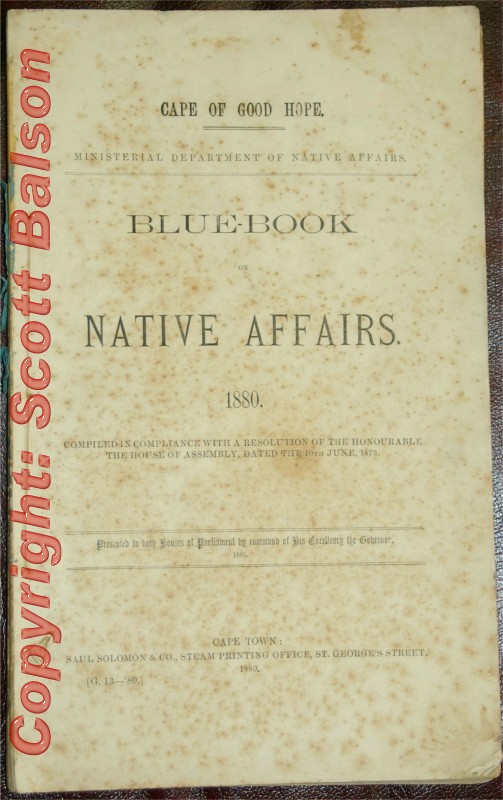 CAPE OF GOOD HOPE.
MINISTERIAL DEPARTMENT OF NATIVE AFFAIRS.
BLUE-BOOK
ON
NATIVE AFFAIRS.
1880.
COMPILED IN COMPLIANCE WITH A RESOLUTION OF THE HONOURABLE
THE HOUSE OF ASSEMBLY, DATED THE 10TH JUNE, 1873.
Presented to both Houses of Parliament by command of His Excellency the Governor,
1880.
CAPE TOWN:
SAUL SOLOMON & CO., STEAM PRINTING OFFICE, ST. GEORGE'S STREET.
1880.
[G. 13—'80.]
Copyright: Scott Balson